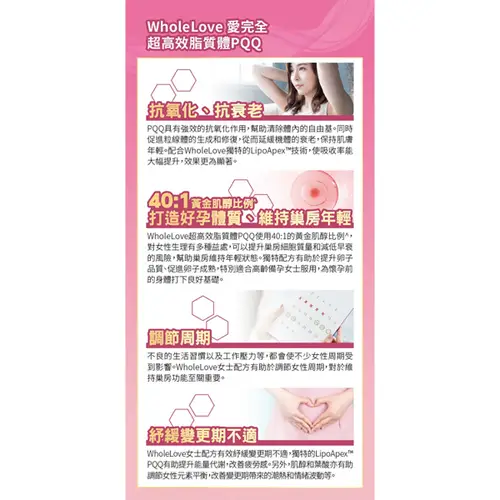 WholeLove 愛完全
超高效脂質體PQQ
抗氧化、抗衰老
PQQ具有強效的抗氧化作用，幫助清除體內的自由基。同時
促進粒線體的生成和修復，從而延緩機體的衰老，保持肌膚
年輕。配合WholeLove獨特的LipoApex™技術，使吸收率能
大幅提升，效果更為顯著。
40:1黃金肌醇比例^
打造好孕體質、維持巢房年輕
WholeLove超高效脂質體PQQ使用40:1的黃金肌醇比例^，
對女性生理有多種益處，可以提升巢房細胞質量和減低早衰
的風險，幫助巢房維持年輕狀態。獨特配方有助於提升卵子
品質、促進卵子成熟，特別適合高齡備孕女士服用，為懷孕前
的身體打下良好基礎。
調節周期
不良的生活習慣以及工作壓力等，都會使不少女性周期受
到影響。WholeLove女士配方有助於調節女性周期，對於維
持巢房功能至關重要。
紓緩變更期不適
WholeLove女士配方有效紓緩變更期不適，獨特的LipoApex™
PQQ有助提升能量代謝，改善疲勞感。另外，肌醇和葉酸亦有助
調節女性元素平衡，改善變更期帶來的潮熱和情緒波動等。